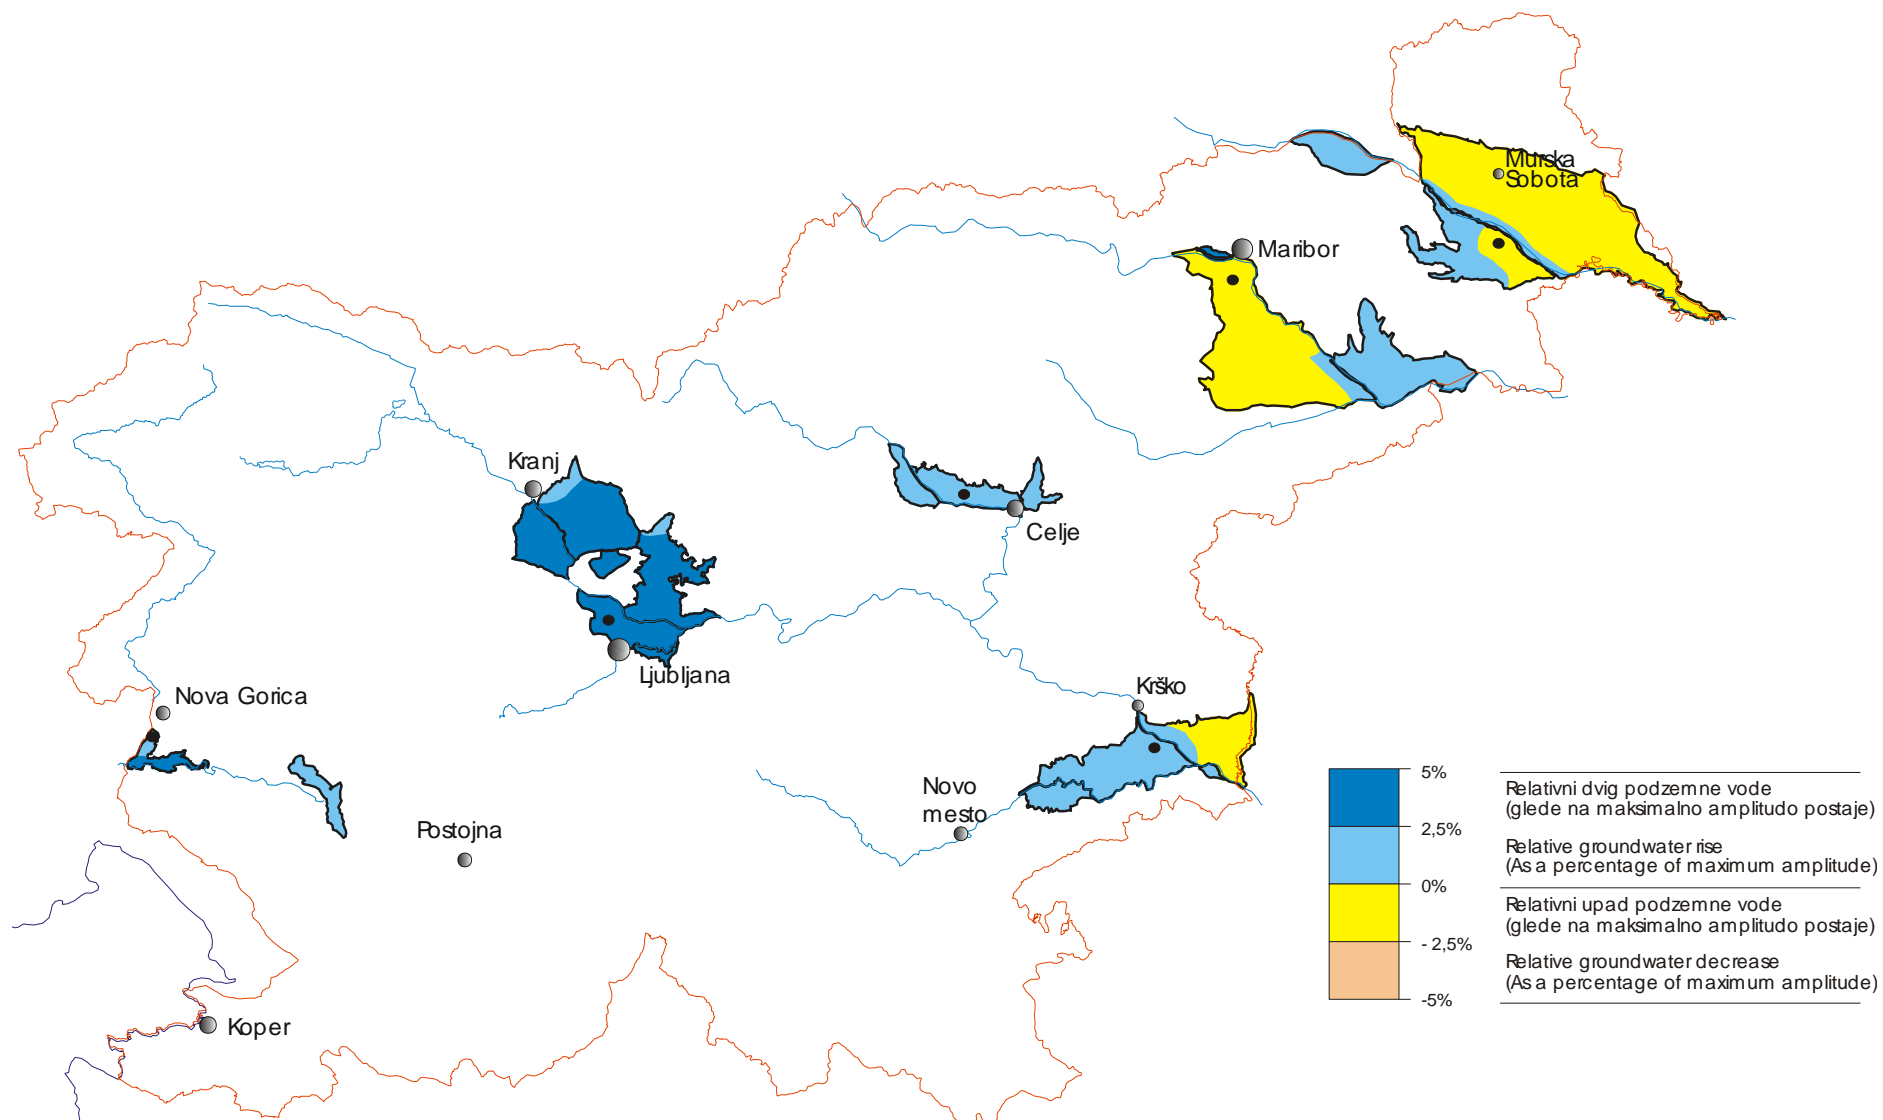 Murska
Sobota
Maribor
Kranj
Celje
Ljubljana
Krško
Nova Gorica
Novo
mesto
Postojna
Koper
5%
2,5%
0%
- 2,5%
-5%
Relativni dvig podzemne vode
(glede na maksimalno amplitudo postaje)
Relative groundwater rise
(As a percentage of maximum amplitude)
Relativni upad podzemne vode
(glede na maksimalno amplitudo postaje)
Relative groundwater decrease
(As a percentage of maximum amplitude)